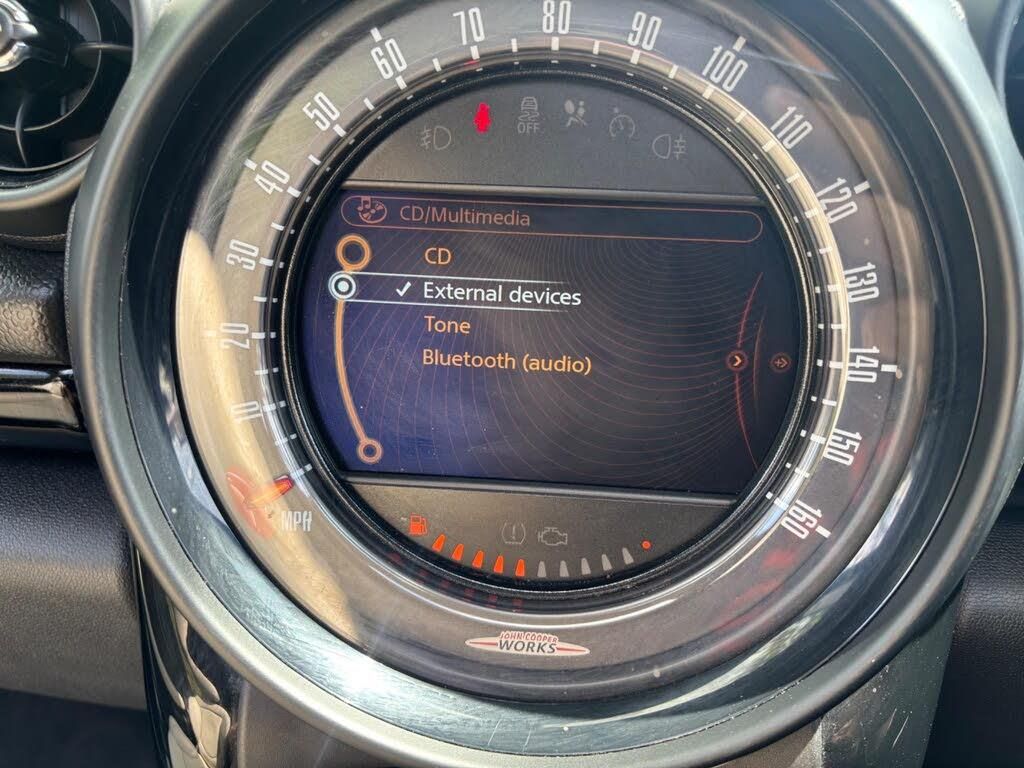 10
20
30
40
50
60
70
80
90
100
110
120
130
140
150
160
MPH
OFF
CD/Multimedia
CD
External devices
Tone
Bluetooth (audio)
JOHN COOPER
WORKS